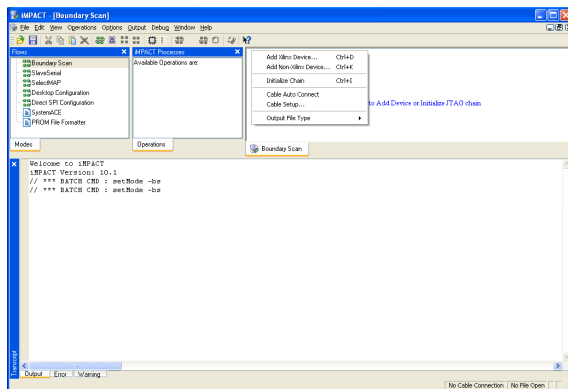 iMPACT - [Boundary Scan]
File Edit View Operations Options Output Debug Window Help
Flows
iMPACT Processes
Boundary Scan
SlaveSerial
SelectMAP
Desktop Configuration
Direct SPI Configuration
SystemACE
PROM File Formatter
Modes
Available Operations are:
Operations
Add Xilinx Device... Ctrl+D
Add Non-Xilinx Device... Ctrl+K
Initialize Chain Ctrl+I
Cable Auto Connect
Cable Setup...
Output File Type
to Add Device or Initialize JTAG chain
Boundary Scan
Welcome to iMPACT
iMPACT Version: 10.1
// *** BATCH CMD : setMode -bs
// *** BATCH CMD : setMode -bs
Transcript
Output Error Warning
No Cable Connection No File Open